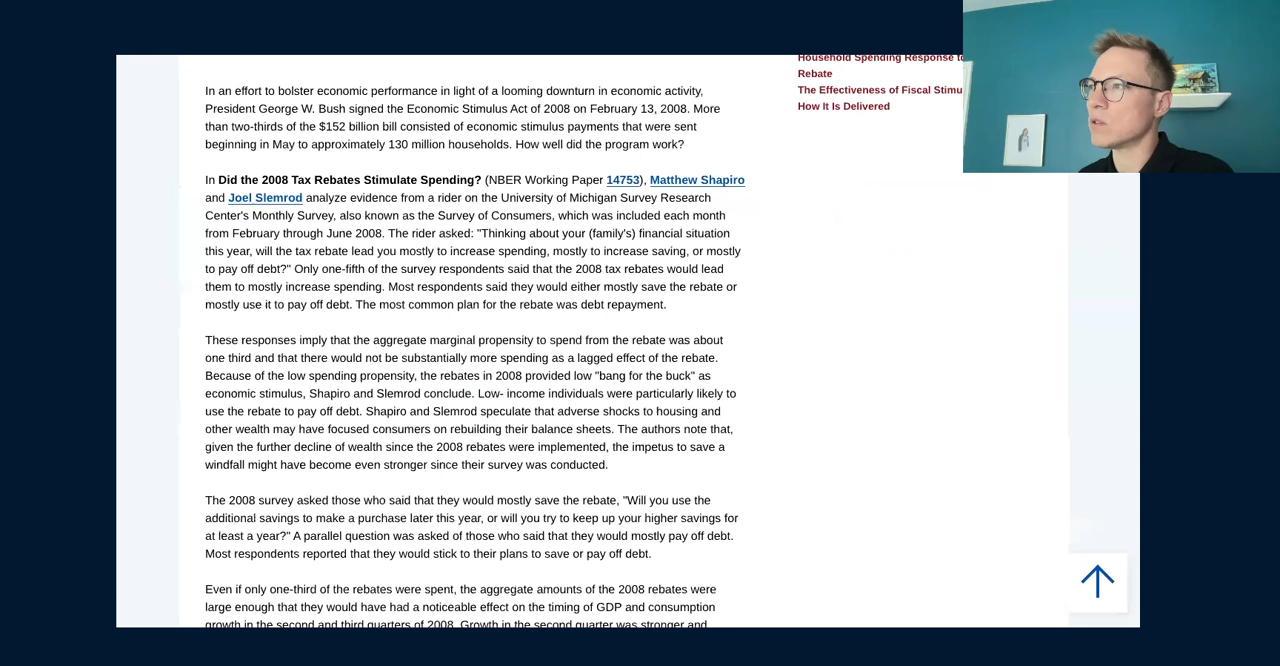 Household Spending Response to
Rebate
The Effectiveness of Fiscal Stimu
How It Is Delivered
In an effort to bolster economic performance in light of a looming downturn in economic activity,
President George W. Bush signed the Economic Stimulus Act of 2008 on February 13, 2008. More
than two-thirds of the $152 billion bill consisted of economic stimulus payments that were sent
beginning in May to approximately 130 million households. How well did the program work?
In Did the 2008 Tax Rebates Stimulate Spending? (NBER Working Paper 14753), Matthew Shapiro
and Joel Slemrod analyze evidence from a rider on the University of Michigan Survey Research
Center's Monthly Survey, also known as the Survey of Consumers, which was included each month
from February through June 2008. The rider asked: "Thinking about your (family's) financial situation
this year, will the tax rebate lead you mostly to increase spending, mostly to increase saving, or mostly
to pay off debt?" Only one-fifth of the survey respondents said that the 2008 tax rebates would lead
them to mostly increase spending. Most respondents said they would either mostly save the rebate or
mostly use it to pay off debt. The most common plan for the rebate was debt repayment.
These responses imply that the aggregate marginal propensity to spend from the rebate was about
one third and that there would not be substantially more spending as a lagged effect of the rebate.
Because of the low spending propensity, the rebates in 2008 provided low "bang for the buck" as
economic stimulus, Shapiro and Slemrod conclude. Low- income individuals were particularly likely to
use the rebate to pay off debt. Shapiro and Slemrod speculate that adverse shocks to housing and
other wealth may have focused consumers on rebuilding their balance sheets. The authors note that,
given the further decline of wealth since the 2008 rebates were implemented, the impetus to save a
windfall might have become even stronger since their survey was conducted.
The 2008 survey asked those who said that they would mostly save the rebate, "Will you use the
additional savings to make a purchase later this year, or will you try to keep up your higher savings for
at least a year?" A parallel question was asked of those who said that they would mostly pay off debt.
Most respondents reported that they would stick to their plans to save or pay off debt.
Even if only one-third of the rebates were spent, the aggregate amounts of the 2008 rebates were
large enough that they would have had a noticeable effect on the timing of GDP and consumption
growth in the second and third quarters of 2008. Growth in the second quarter was stronger and